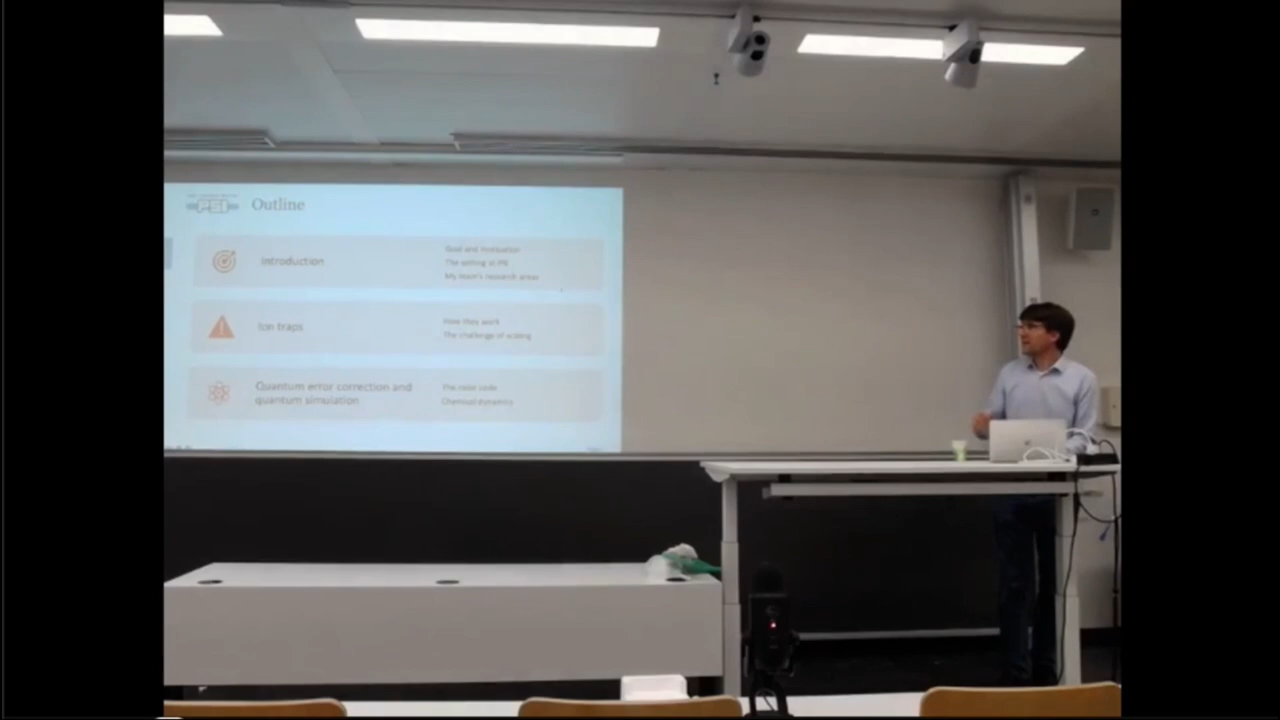 PSI
Outline
Introduction
Goal and motivation
The setting at PSI
My team's research areas
Ion traps
How they work
The challenge of scaling
Quantum error correction and
quantum simulation
The color code
Chemical dynamics